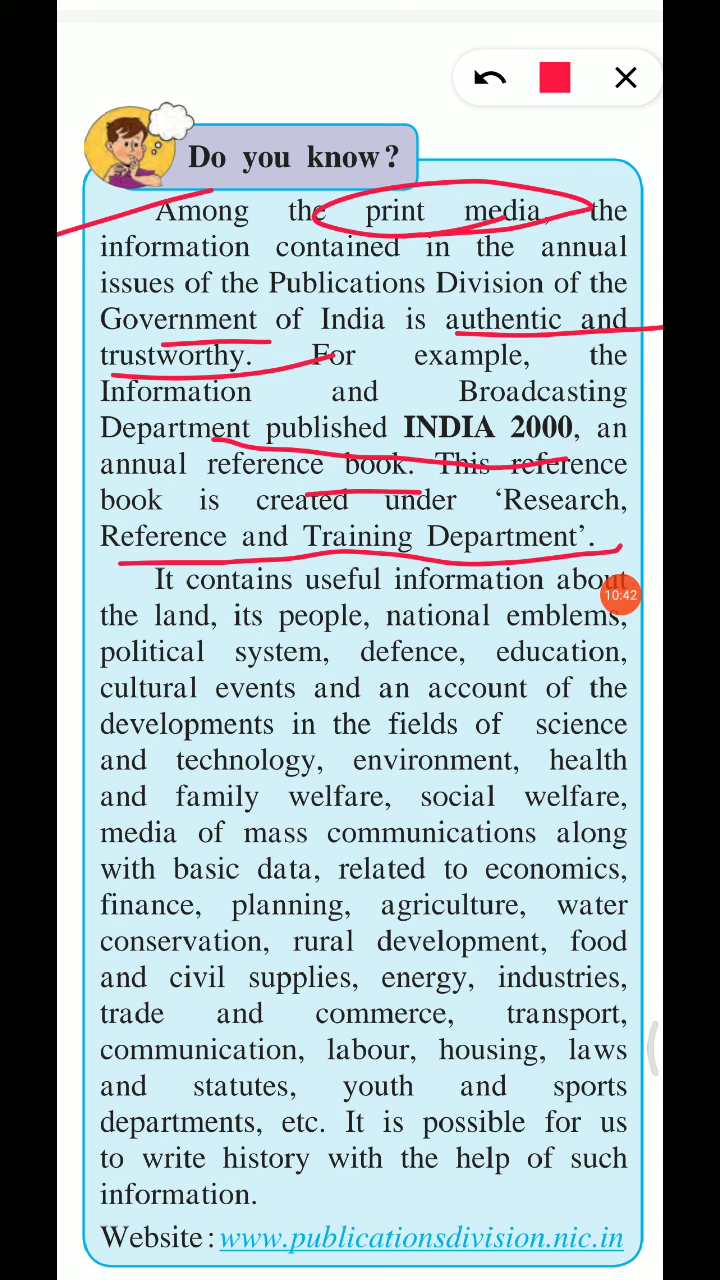 Do you know?
Among the print media, the
information contained in the annual
issues of the Publications Division of the
Government of India is authentic and
trustworthy. For example, the
Information and Broadcasting
Department published INDIA 2000, an
annual reference book. This reference
book is created under ‘Research,
Reference and Training Department’.
It contains useful information about
10:42
the land, its people, national emblems,
political system, defence, education,
cultural events and an account of the
developments in the fields of science
and technology, environment, health
and family welfare, social welfare,
media of mass communications along
with basic data, related to economics,
finance, planning, agriculture, water
conservation, rural development, food
and civil supplies, energy, industries,
trade and commerce, transport,
communication, labour, housing, laws
and statutes, youth and sports
departments, etc. It is possible for us
to write history with the help of such
information.
Website : www.publicationsdivision.nic.in